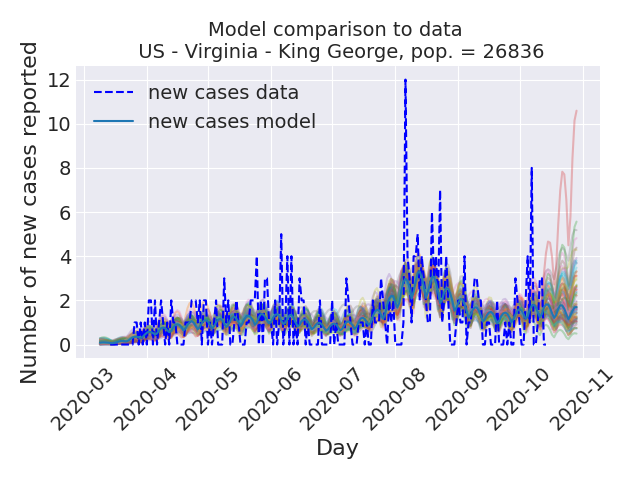 Model comparison to data
US - Virginia - King George, pop. = 26836
Number of new cases reported
12
10
8
6
4
2
0
new cases data
new cases model
2020-03
2020-04
2020-05
2020-06
2020-07
2020-08
2020-09
2020-10
2020-11
Day